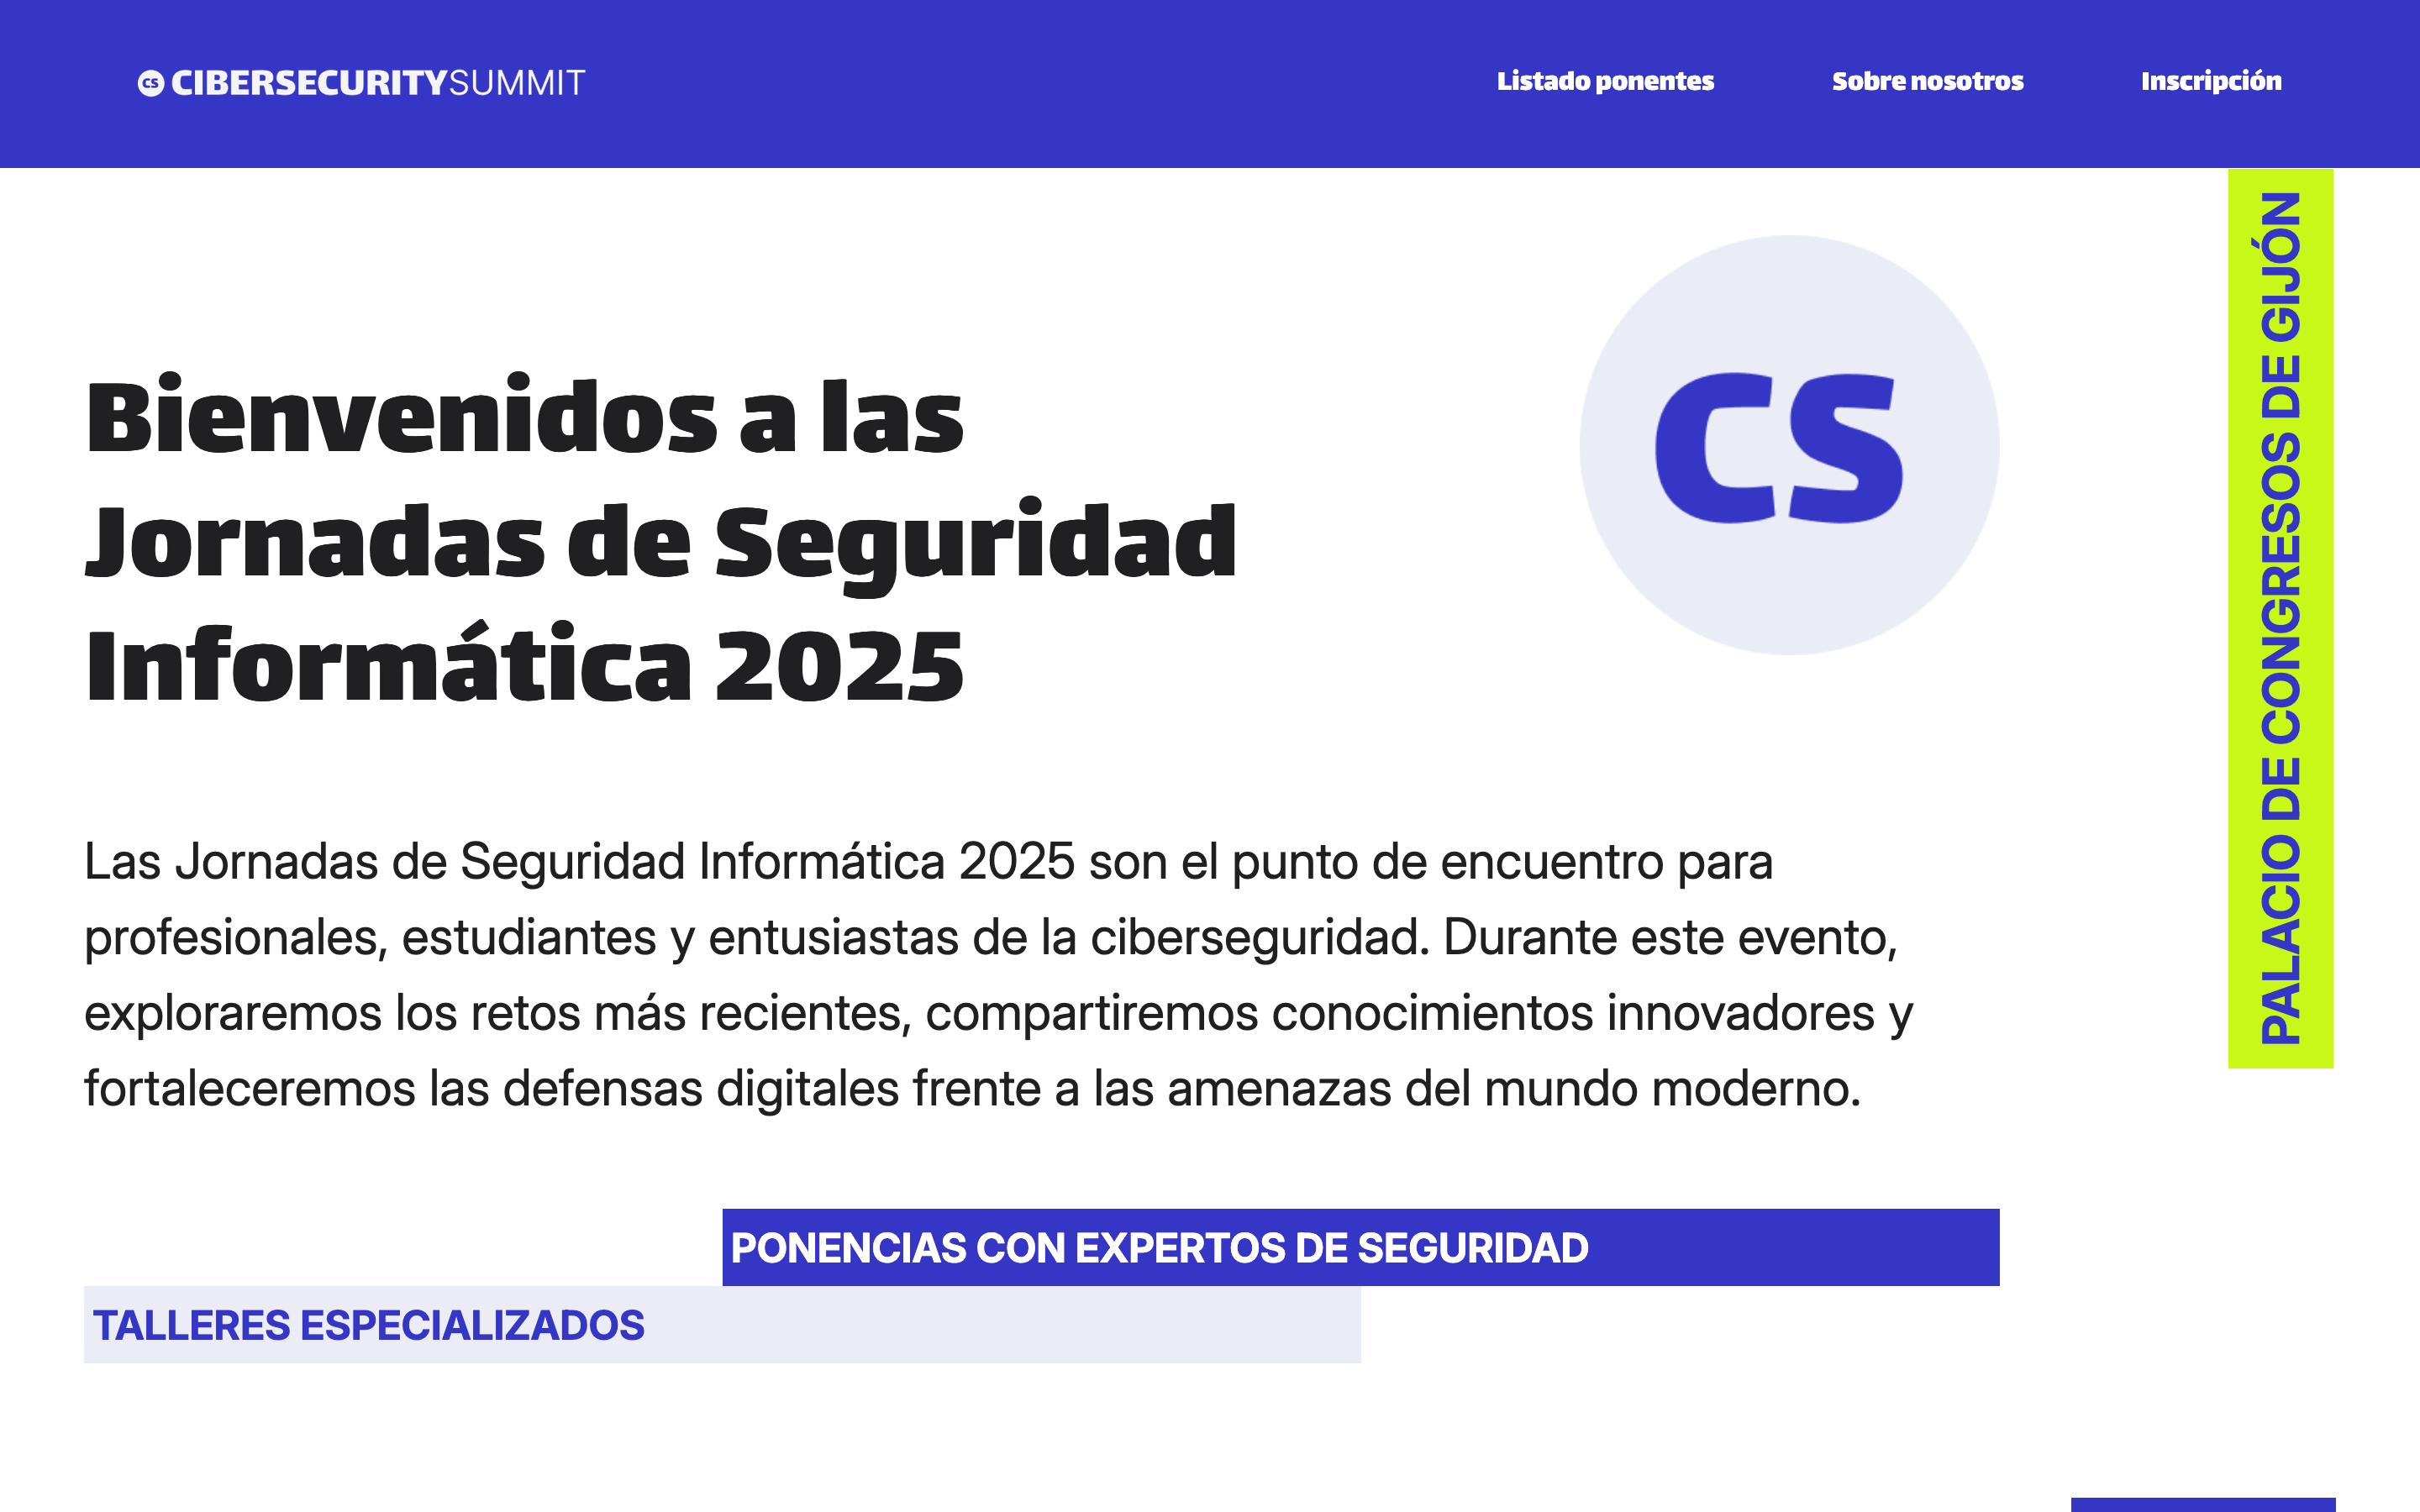 CS CIBERSECURITYSUMMIT
Listado ponentes
Sobre nosotros
Inscripción
Bienvenidos a las
Jornadas de Seguridad
Informática 2025
CS
PALACIO DE CONGRESOS DE GIJÓN
Las Jornadas de Seguridad Informática 2025 son el punto de encuentro para
profesionales, estudiantes y entusiastas de la ciberseguridad. Durante este evento,
exploraremos los retos más recientes, compartiremos conocimientos innovadores y
fortaleceremos las defensas digitales frente a las amenazas del mundo moderno.
PONENCIAS CON EXPERTOS DE SEGURIDAD
TALLERES ESPECIALIZADOS